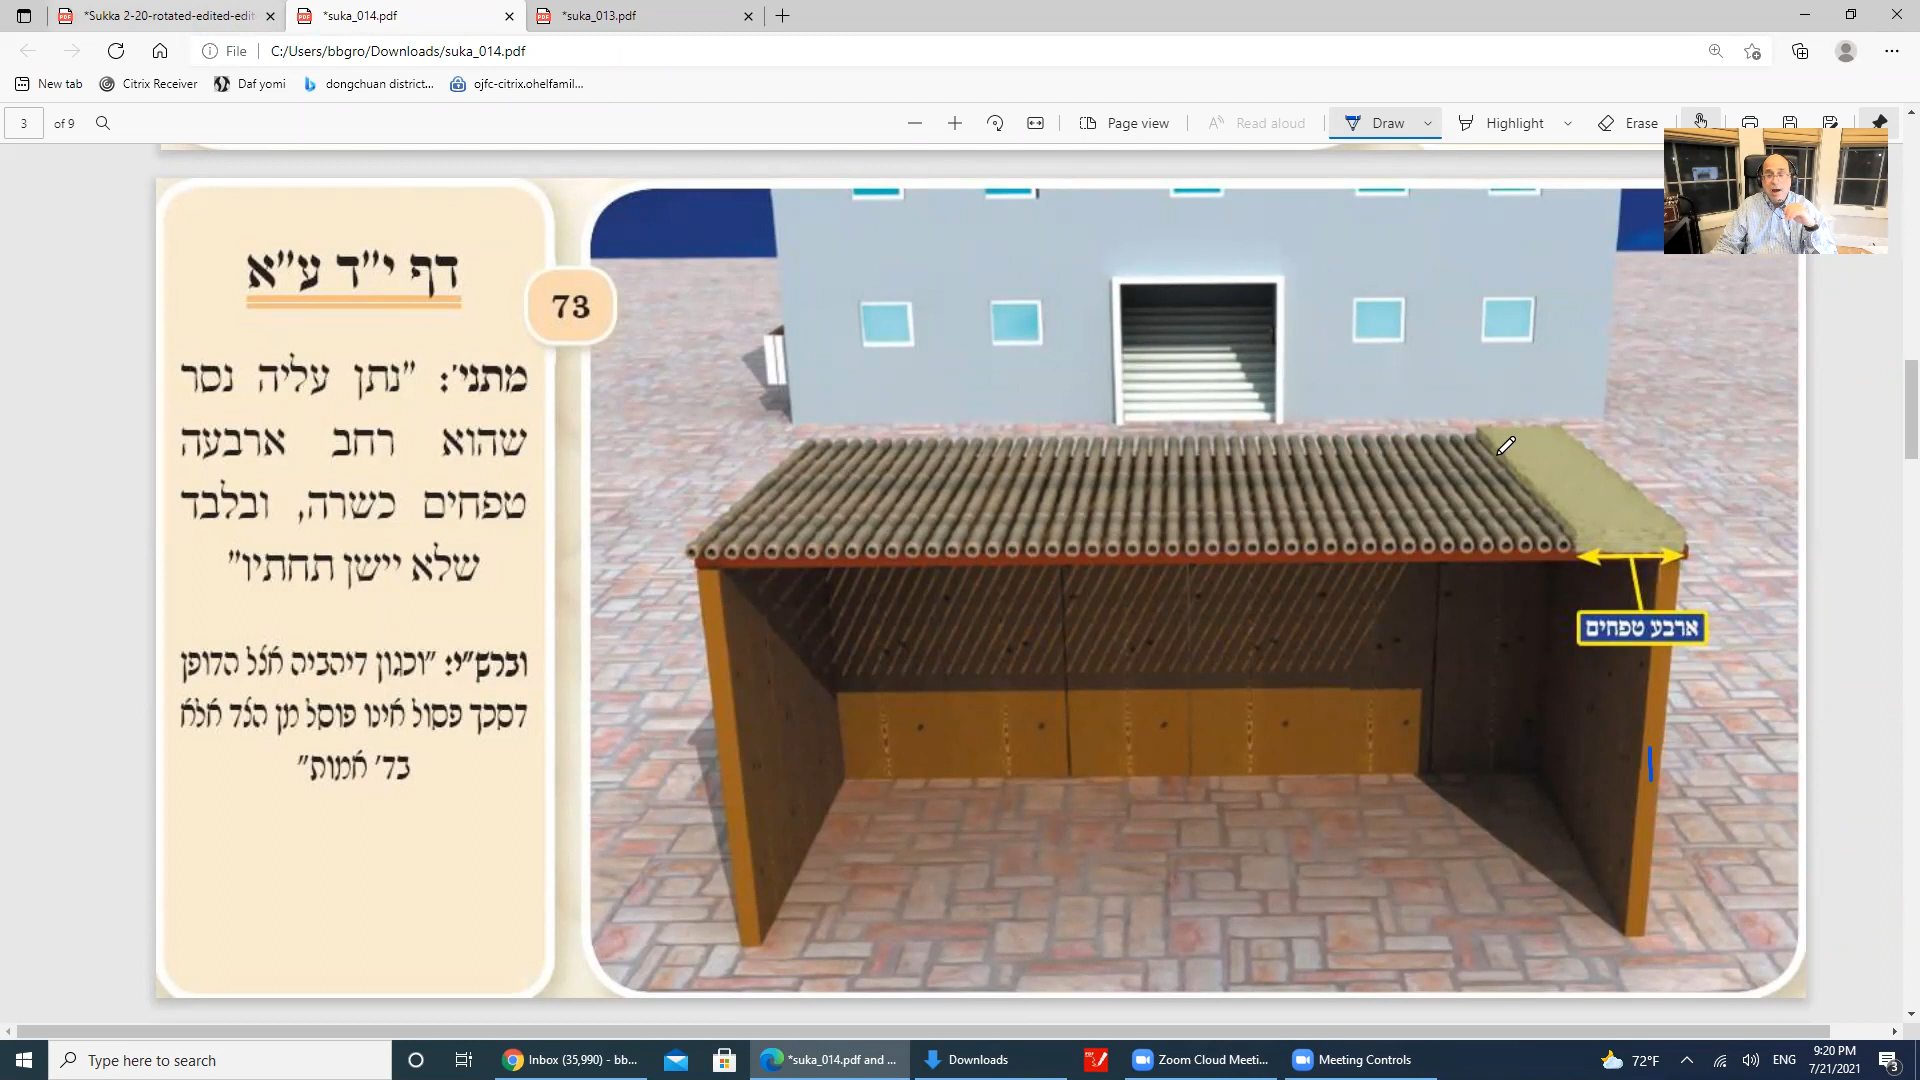 *Sukka 2-20-rotated-edited-edit
*suka_014.pdf
*suka_013.pdf
File
C:/Users/bbgro/Downloads/suka_014.pdf
New tab
Citrix Receiver
Daf yomi
dongchuan district...
ojfc-citrix.ohelfamil...
3
of 9
Page view
Read aloud
Draw
Highlight
Erase
דף י״ד ע״א
73
מתני׳: ״נתן עליה נסר
שהוא רחב ארבעה
טפחים כשרה, ובלבד
שלא יישן תחתיו״
וברש״י: ״וכגון דיהביה אצל הדופן
דסכך פסול אינו פוסל מן הצד אלא
בד׳ אמות״
ארבע טפחים
Type here to search
Inbox (35,990) - bb...
*suka_014.pdf and ...
Downloads
Zoom Cloud Meeti...
Meeting Controls
72°F
ENG
9:20 PM
7/21/2021
3